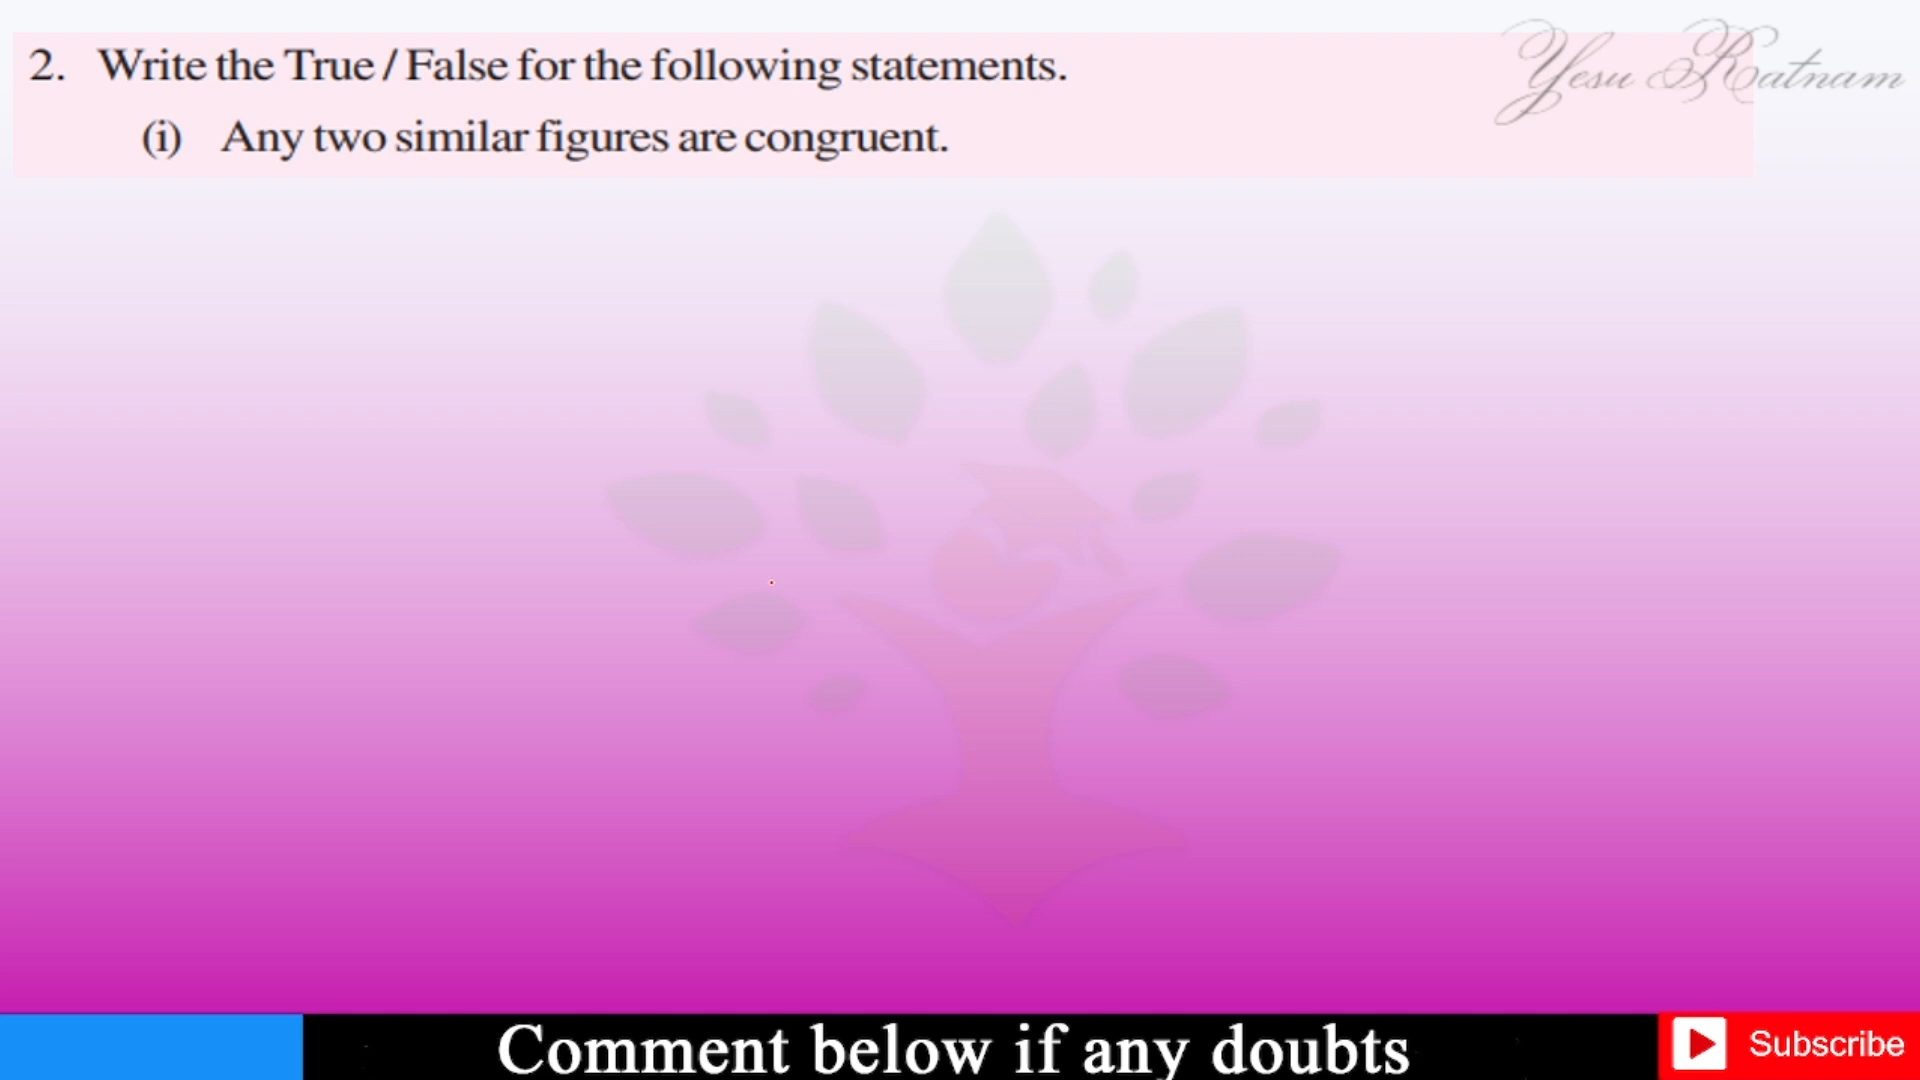 2. Write the True / False for the following statements.
Yesu Ratnam
(i) Any two similar figures are congruent.
Comment below if any doubts
Subscribe